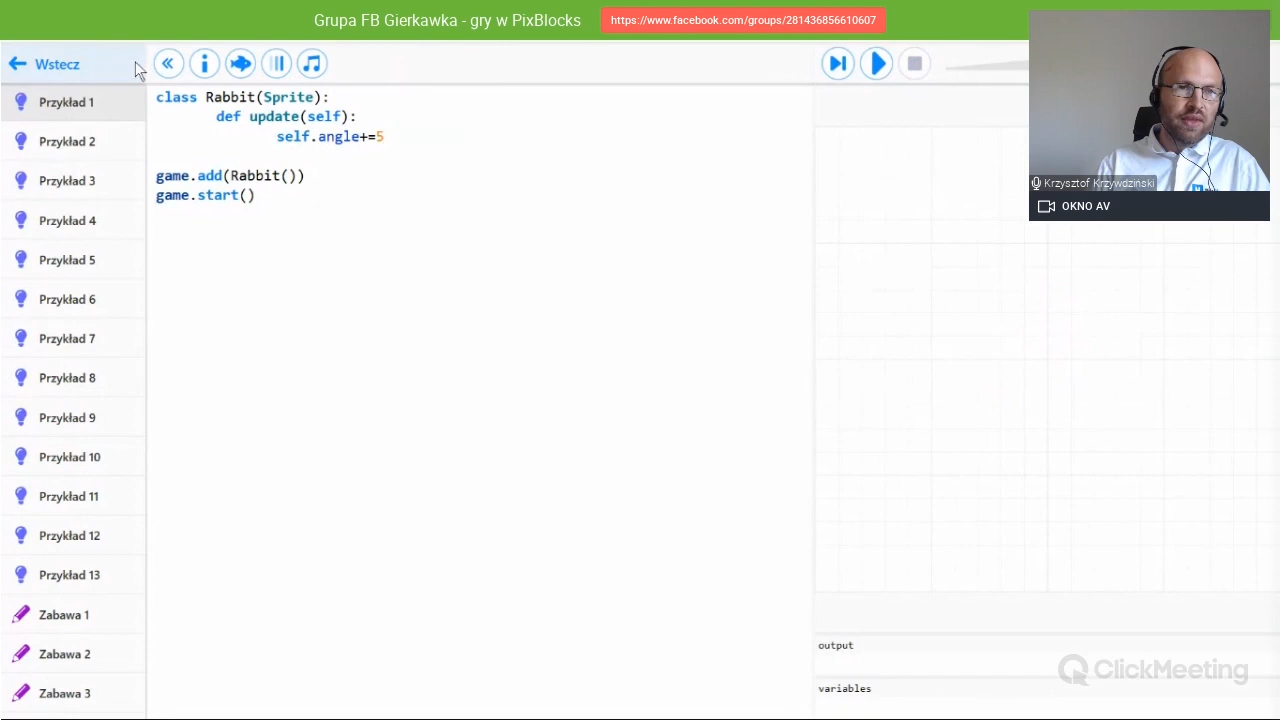 Grupa FB Gierkawka - gry w PixBlocks
https://www.facebook.com/groups/281436856610607
Wstecz
Przykład 1
Przykład 2
Przykład 3
Przykład 4
Przykład 5
Przykład 6
Przykład 7
Przykład 8
Przykład 9
Przykład 10
Przykład 11
Przykład 12
Przykład 13
Zabawa 1
Zabawa 2
Zabawa 3
class Rabbit(Sprite):
def update(self):
self.angle+=5
game.add(Rabbit())
game.start()
Krzysztof Krzywdziński
OKNO AV
output
variables
ClickMeeting